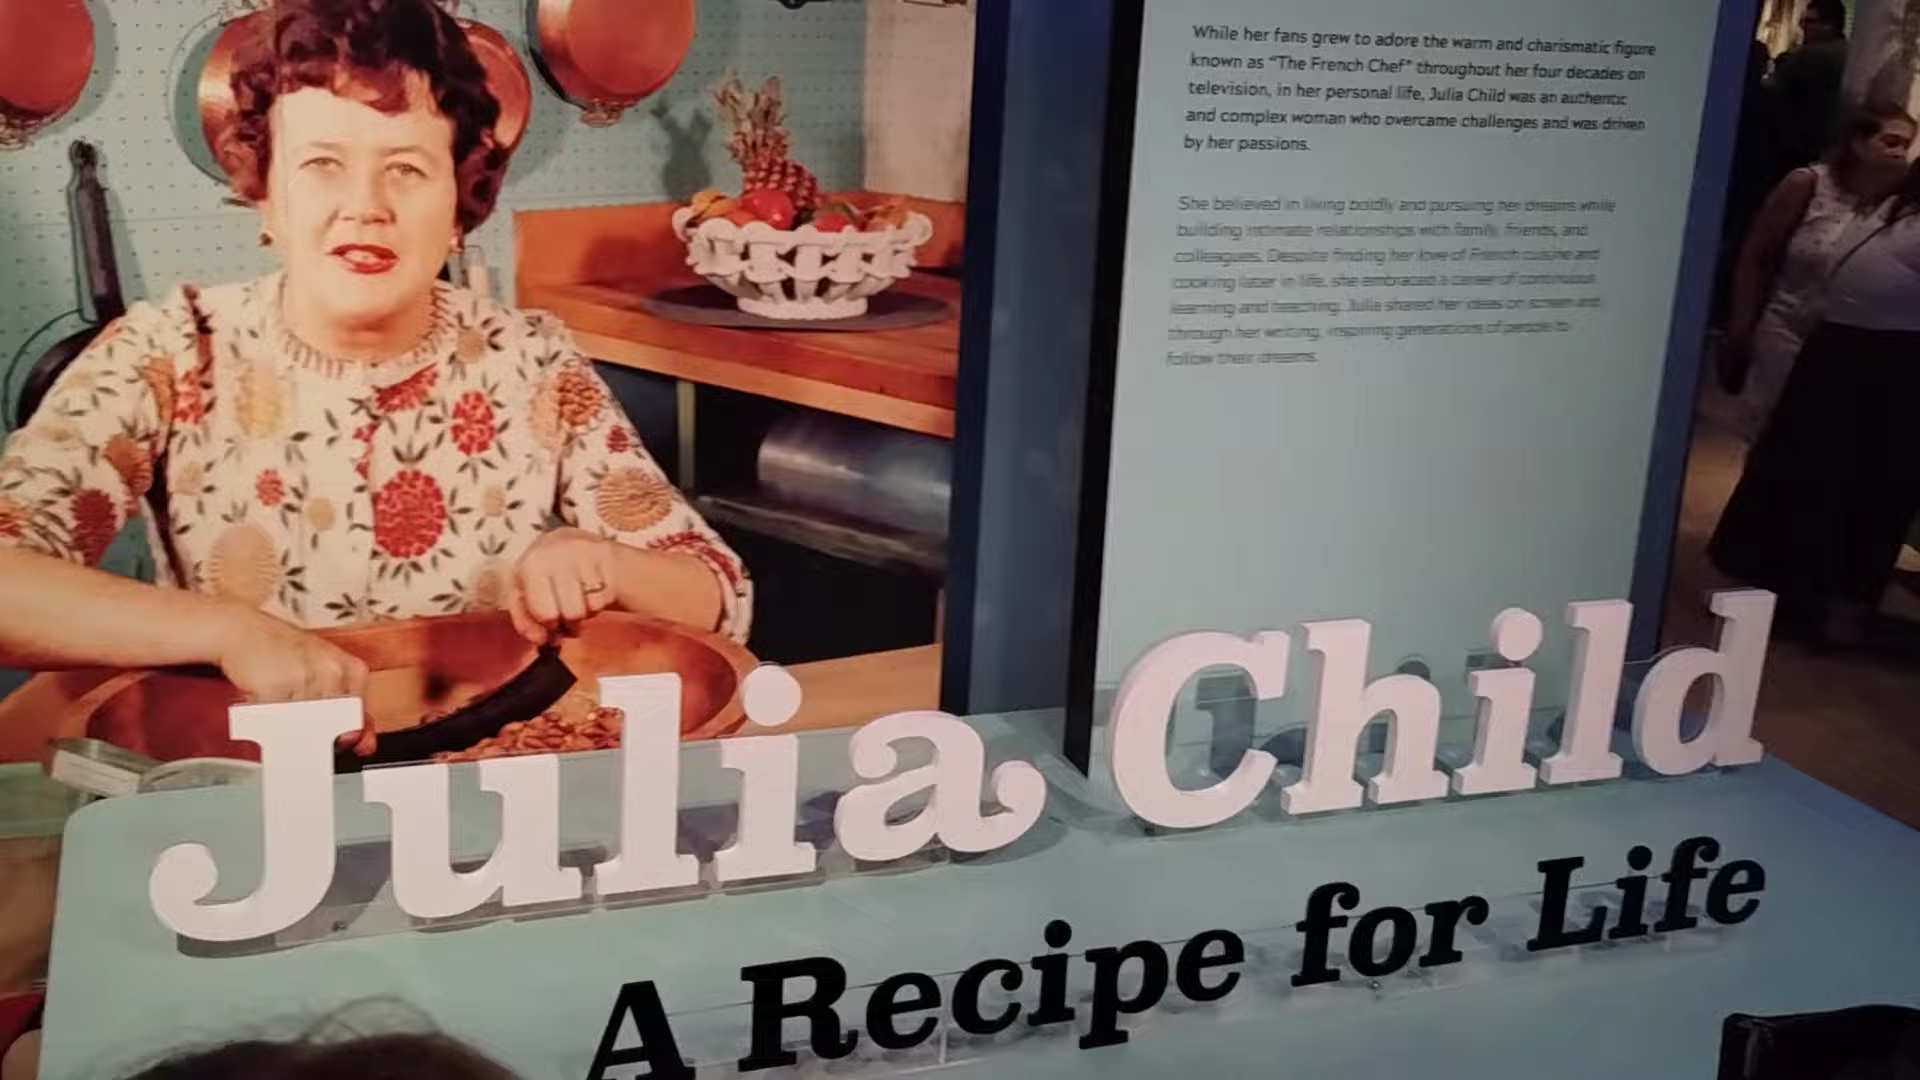 While her fans grew to adore the warm and charismatic figure
known as “The French Chef” throughout her four decades on
television, in her personal life, Julia Child was an authentic
and complex woman who overcame challenges and was driven
by her passions.
She believed in living boldly and pursuing her dreams while
building intimate relationships with family, friends, and
colleagues. Despite finding her love of French cuisine and
cooking later in life, she embraced a career of continuous
learning and teaching. Julia shared her ideas on screen and
through her writing, inspiring generations of people to
follow their dreams.
Julia Child
A Recipe for Life